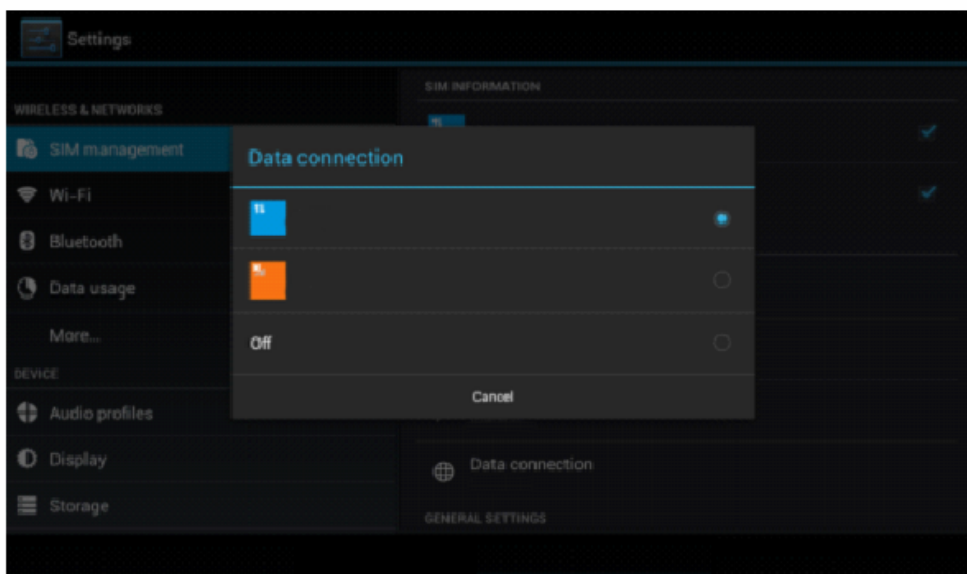 Settings
WIRELESS & NETWORKS
SIM management
Wi-Fi
Bluetooth
Data usage
More...
DEVICE
Audio profiles
Display
Storage
SIM INFORMATION
Data connection
Off
Cancel
Data connection
GENERAL SETTINGS